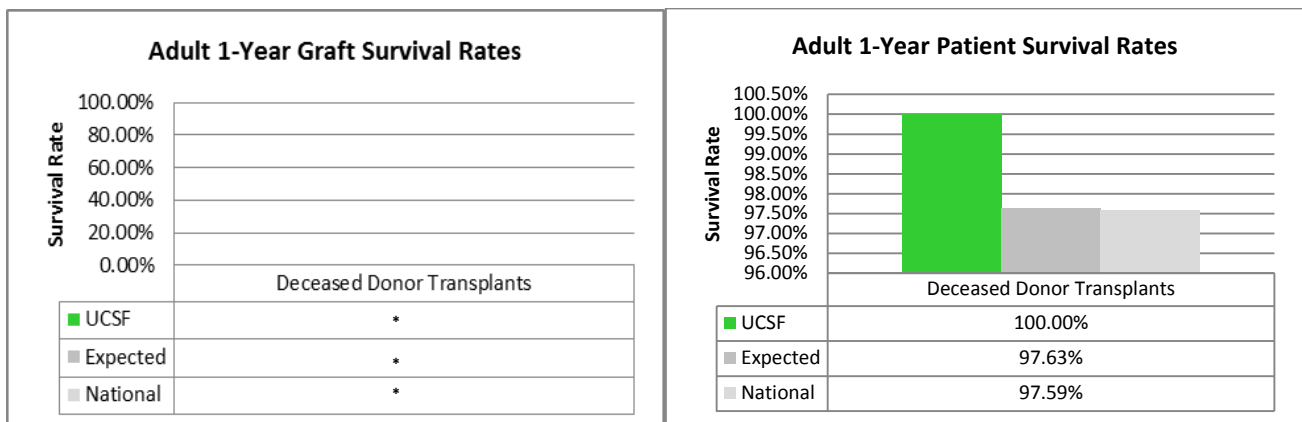 Adult 1-Year Graft Survival Rates
Survival Rate
100.00%
80.00%
60.00%
40.00%
20.00%
0.00%
Deceased Donor Transplants
UCSF *
Expected *
National *
Adult 1-Year Patient Survival Rates
Survival Rate
100.50%
100.00%
99.50%
99.00%
98.50%
98.00%
97.50%
97.00%
96.50%
96.00%
Deceased Donor Transplants
UCSF 100.00%
Expected 97.63%
National 97.59%